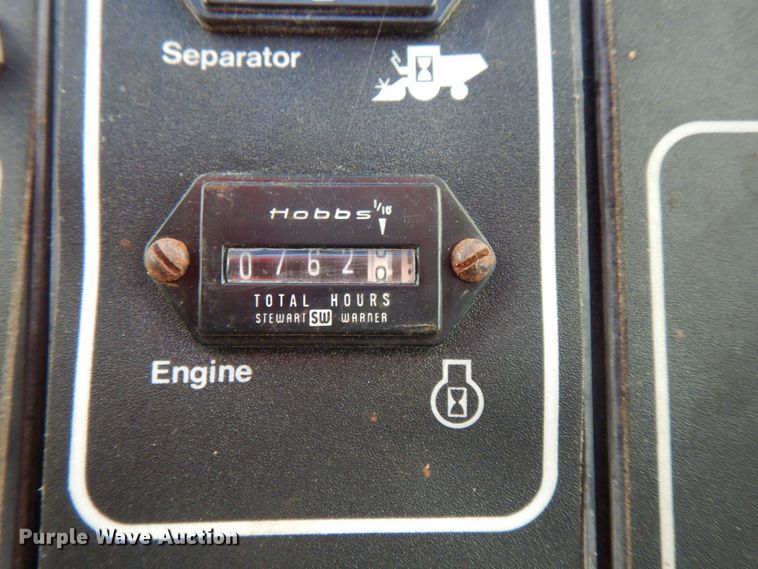 Separator
Hobbs 1/10
0762
TOTAL HOURS
STEWART SW WARNER
Engine
Purple Wave Auction